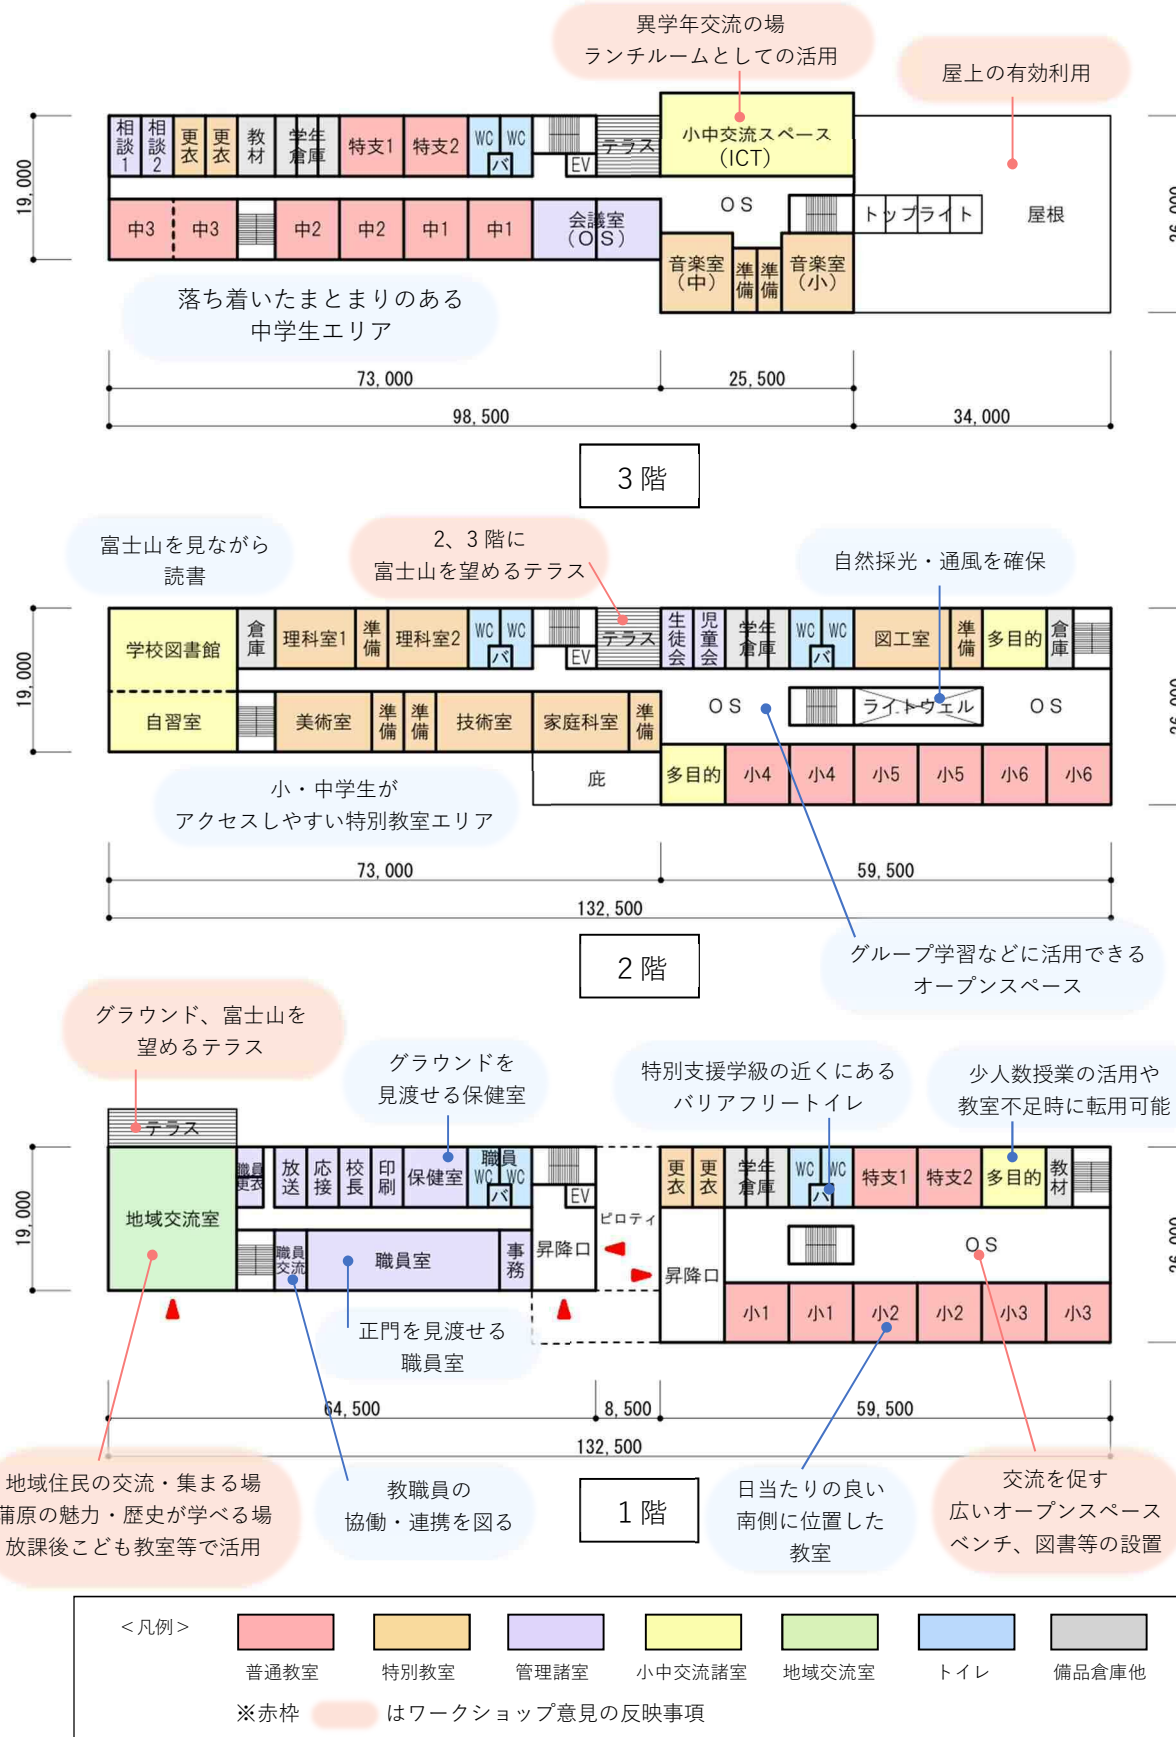 異学年交流の場
ランチルームとしての活用
屋上の有効利用
相談1
相談2
更衣
更衣
教材
学年倉庫
特支1
特支2
WC
WC
バ
EV
テラス
小中交流スペース
(ICT)
19,000
26,000
OS
トップライト
屋根
中3
中3
中2
中2
中1
中1
会議室
(OS)
音楽室
(中)
準備
準備
音楽室
(小)
落ち着いたまとまりのある
中学生エリア
73,000
25,500
98,500
34,000
3階
富士山を見ながら
読書
2、3階に
富士山を望めるテラス
自然採光・通風を確保
学校図書館
倉庫
理科室1
準備
理科室2
WC
WC
バ
EV
テラス
生徒会
児童会
学年倉庫
WC
WC
バ
図工室
準備
多目的
倉庫
19,000
26,000
自習室
美術室
準備
準備
技術室
家庭科室
準備
OS
ライトウェル
OS
庇
多目的
小4
小4
小5
小5
小6
小6
小・中学生が
アクセスしやすい特別教室エリア
73,000
59,500
132,500
2階
グループ学習などに活用できる
オープンスペース
グラウンド、富士山を
望めるテラス
グラウンドを
見渡せる保健室
特別支援学級の近くにある
バリアフリートイレ
少人数授業の活用や
教室不足時に転用可能
テラス
職員更衣
放送
応接
校長
印刷
保健室
職員
WC
WC
バ
EV
更衣
更衣
学年倉庫
WC
WC
バ
特支1
特支2
多目的
教材
19,000
26,000
地域交流室
ピロティ
職員交流
職員室
事務
昇降口
昇降口
OS
小1
小1
小2
小2
小3
小3
正門を見渡せる
職員室
64,500
8,500
59,500
132,500
地域住民の交流・集まる場
蒲原の魅力・歴史が学べる場
放課後こども教室等で活用
教職員の
協働・連携を図る
1階
日当たりの良い
南側に位置した
教室
交流を促す
広いオープンスペース
ベンチ、図書等の設置
＜凡例＞
普通教室
特別教室
管理諸室
小中交流諸室
地域交流室
トイレ
備品倉庫他
※赤枠 はワークショップ意見の反映事項